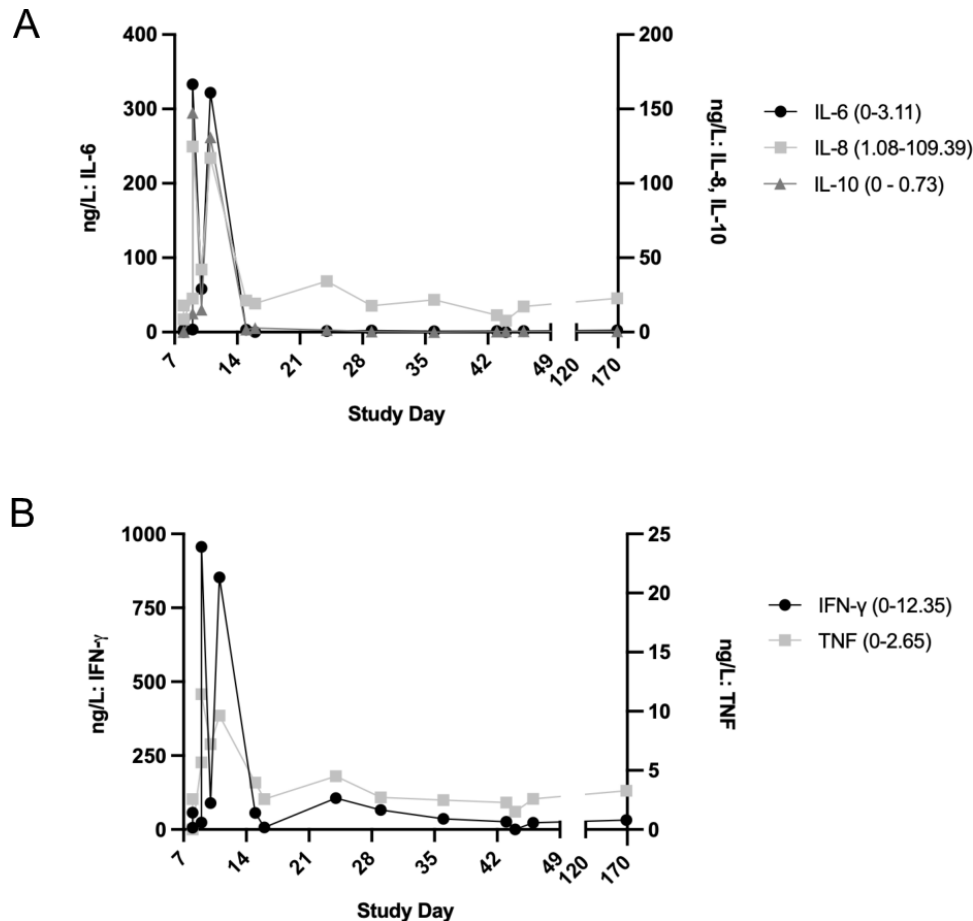 A
400
300
200
100
0
ng/L: IL-6
200
150
100
50
0
ng/L: IL-8, IL-10
7 14 21 28 35 42 49 120 170
Study Day
IL-6 (0-3.11)
IL-8 (1.08-109.39)
IL-10 (0 - 0.73)
B
1000
750
500
250
0
ng/L: IFN-γ
25
20
15
10
5
0
ng/L: TNF
7 14 21 28 35 42 49 120 170
Study Day
IFN-γ (0-12.35)
TNF (0-2.65)